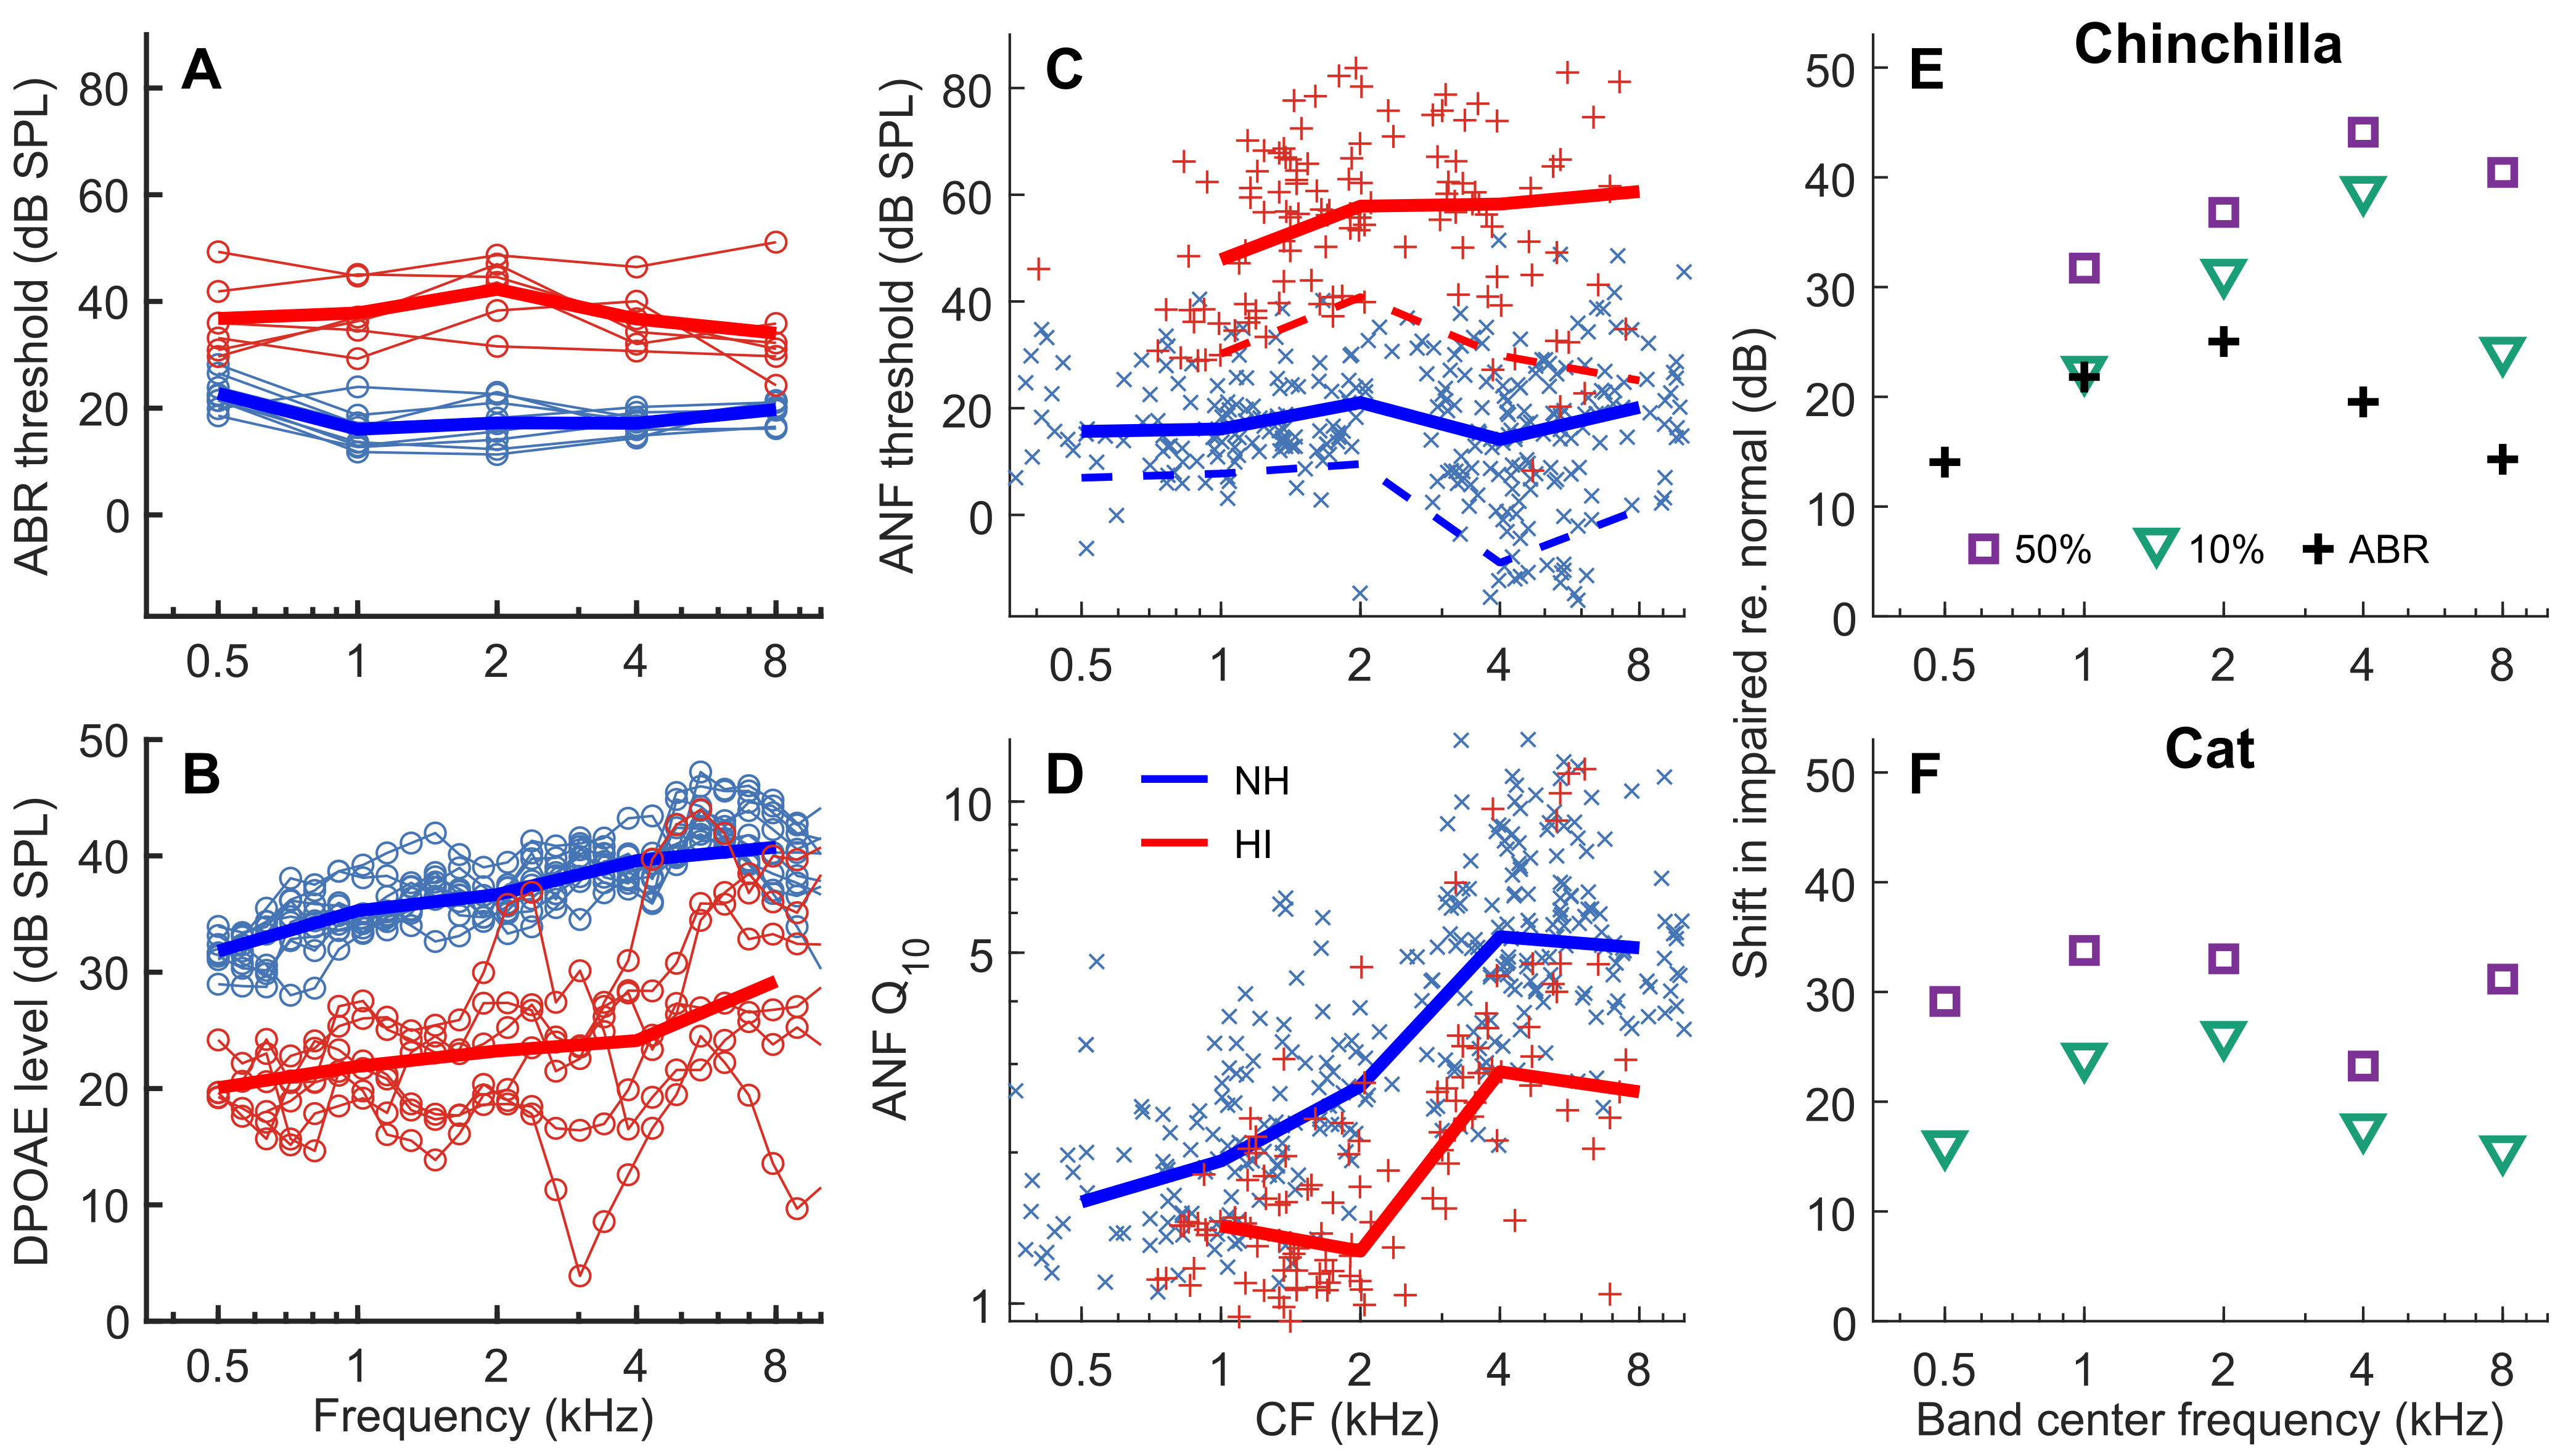 A
ABR threshold (dB SPL)
80
60
40
20
0
0.5 1 2 4 8
B
DPOAE level (dB SPL)
50
40
30
20
10
0
0.5 1 2 4 8
Frequency (kHz)
C
ANF threshold (dB SPL)
80
60
40
20
0
0.5 1 2 4 8
D
NH
HI
ANF Q10
10
5
1
0.5 1 2 4 8
CF (kHz)
Shift in impaired re. normal (dB)
Chinchilla
E
50
40
30
20
10
0
50% 10% ABR
0.5 1 2 4 8
Cat
F
50
40
30
20
10
0
0.5 1 2 4 8
Band center frequency (kHz)